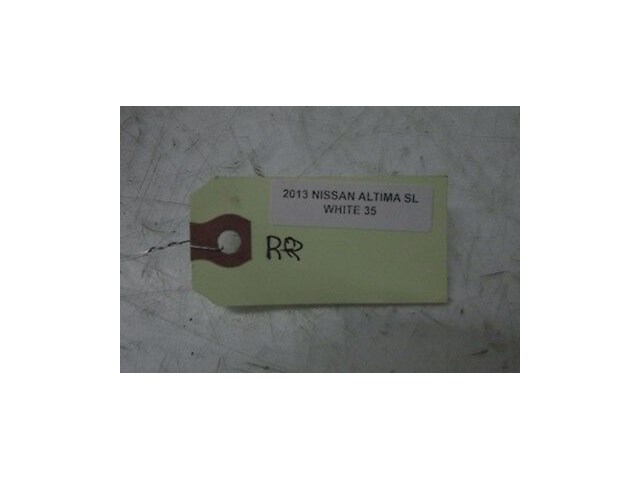 2013 NISSAN ALTIMA SL
WHITE 35
RR